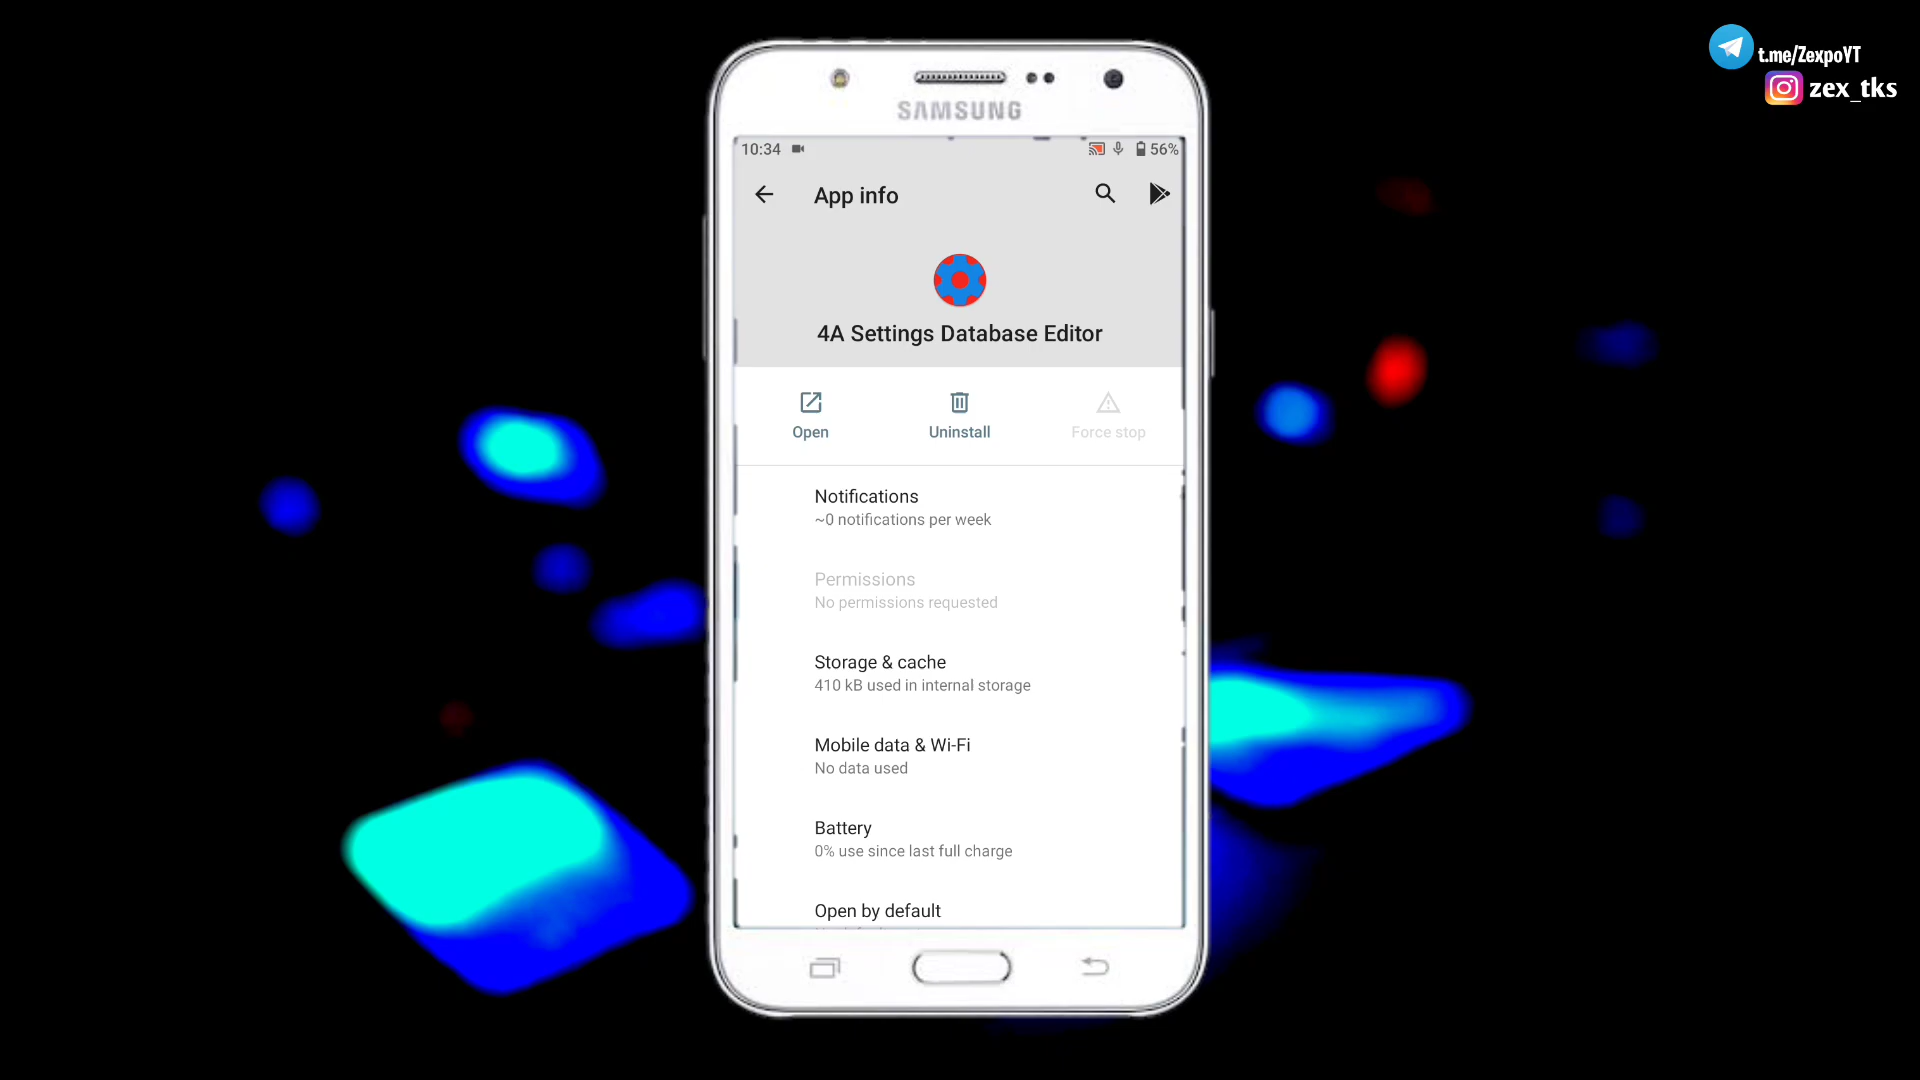 t.me/ZexpoYT
zex_tks
SAMSUNG
10:34
56%
App info
4A Settings Database Editor
Open
Uninstall
Force stop
Notifications
~0 notifications per week
Permissions
No permissions requested
Storage & cache
410 kB used in internal storage
Mobile data & Wi-Fi
No data used
Battery
0% use since last full charge
Open by default